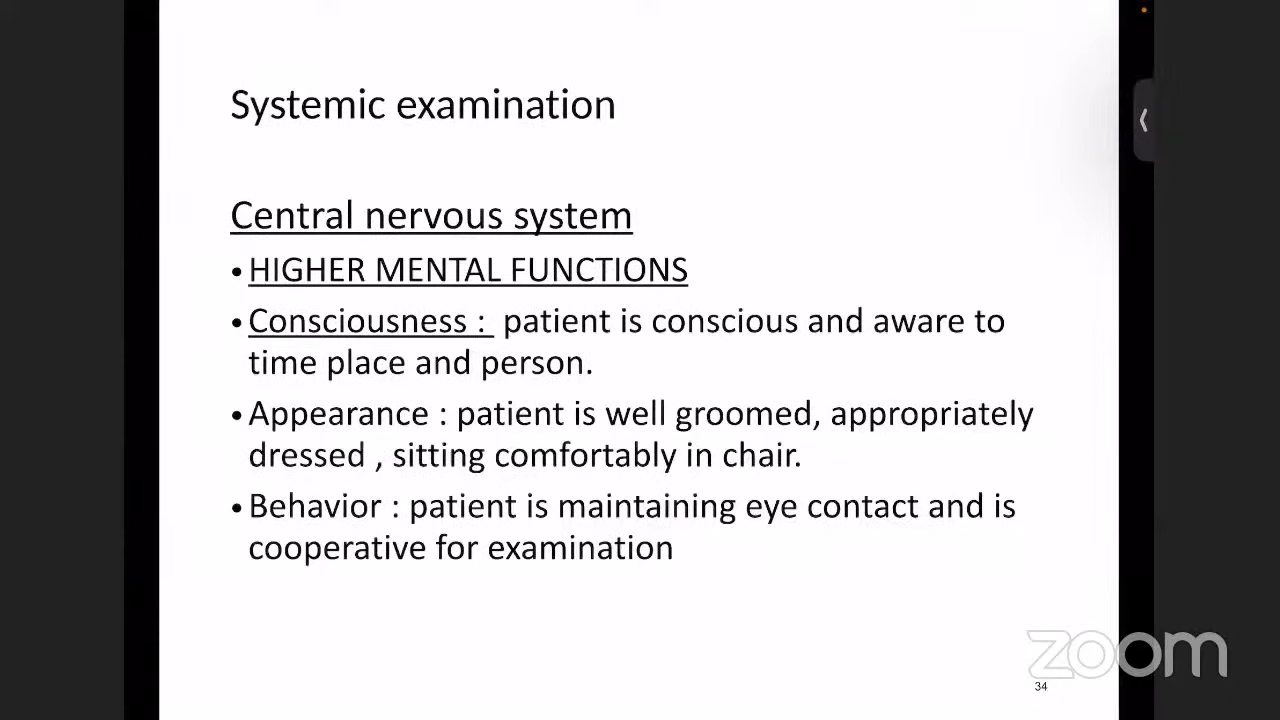 Systemic examination
Central nervous system
• HIGHER MENTAL FUNCTIONS
• Consciousness : patient is conscious and aware to
time place and person.
• Appearance : patient is well groomed, appropriately
dressed , sitting comfortably in chair.
• Behavior : patient is maintaining eye contact and is
cooperative for examination
zoom
34